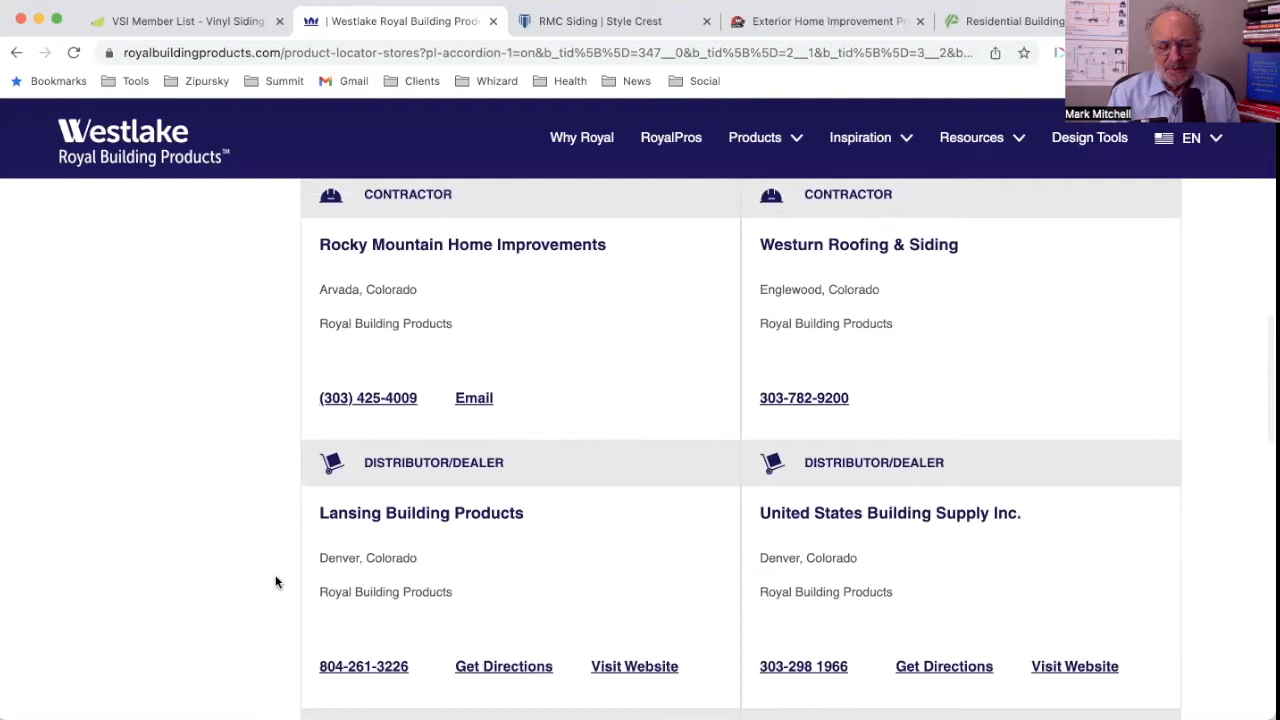 VSI Member List - Vinyl Siding
| Westlake Royal Building Produ
RMC Siding | Style Crest
Exterior Home Improvement P
Residential Building
royalbuildingproducts.com/product-locator-stores?pl-accordion-1=on&
%5B%5D=347__0&b_tid%5B%5D=2__1&b_tid%5B%5D=3__2&b...
Bookmarks
Tools
Zipursky
Summit
Gmail
Clients
Whizard
News
Social
Mark Mitchell
Westlake
Royal Building Products™
Why Royal
RoyalPros
Products
Inspiration
Resources
Design Tools
EN
CONTRACTOR
Rocky Mountain Home Improvements
Arvada, Colorado
Royal Building Products
(303) 425-4009
Email
CONTRACTOR
Westurn Roofing & Siding
Englewood, Colorado
Royal Building Products
303-782-9200
DISTRIBUTOR/DEALER
Lansing Building Products
Denver, Colorado
Royal Building Products
804-261-3226
Get Directions
Visit Website
DISTRIBUTOR/DEALER
United States Building Supply Inc.
Denver, Colorado
Royal Building Products
303-298 1966
Get Directions
Visit Website